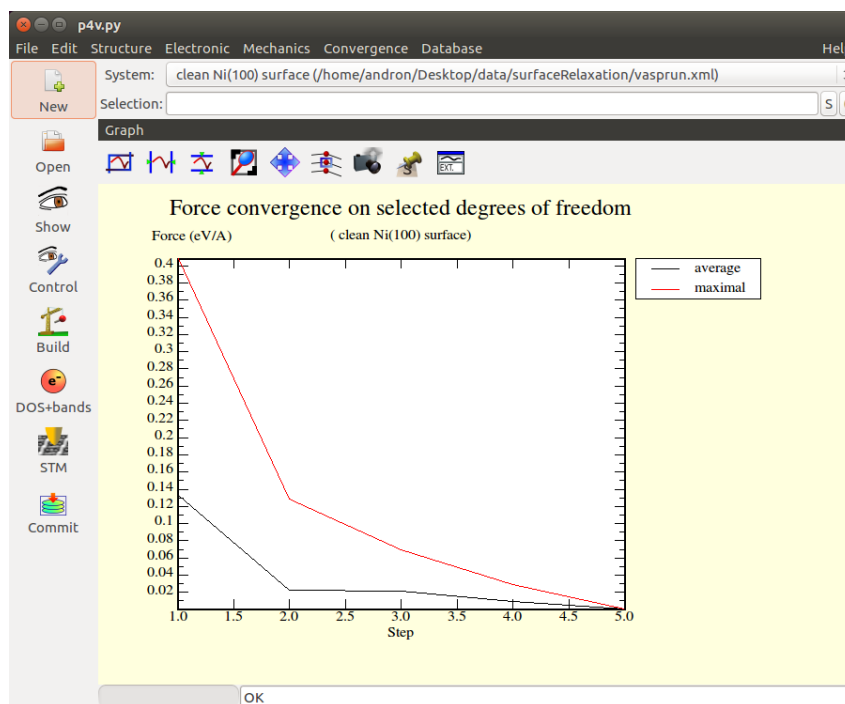 p4v.py
File Edit Structure Electronic Mechanics Convergence Database Hel
System: clean Ni(100) surface (/home/andron/Desktop/data/surfaceRelaxation/vasprun.xml)
New
Selection: S
Graph
EXT.
Open
Show
Control
Build
e-
DOS+bands
STM
Commit
Force convergence on selected degrees of freedom
Force (eV/A) ( clean Ni(100) surface)
average
maximal
0.4
0.38
0.36
0.34
0.32
0.3
0.28
0.26
0.24
0.22
0.2
0.18
0.16
0.14
0.12
0.1
0.08
0.06
0.04
0.02
1.0 1.5 2.0 2.5 3.0 3.5 4.0 4.5 5.0
Step
OK